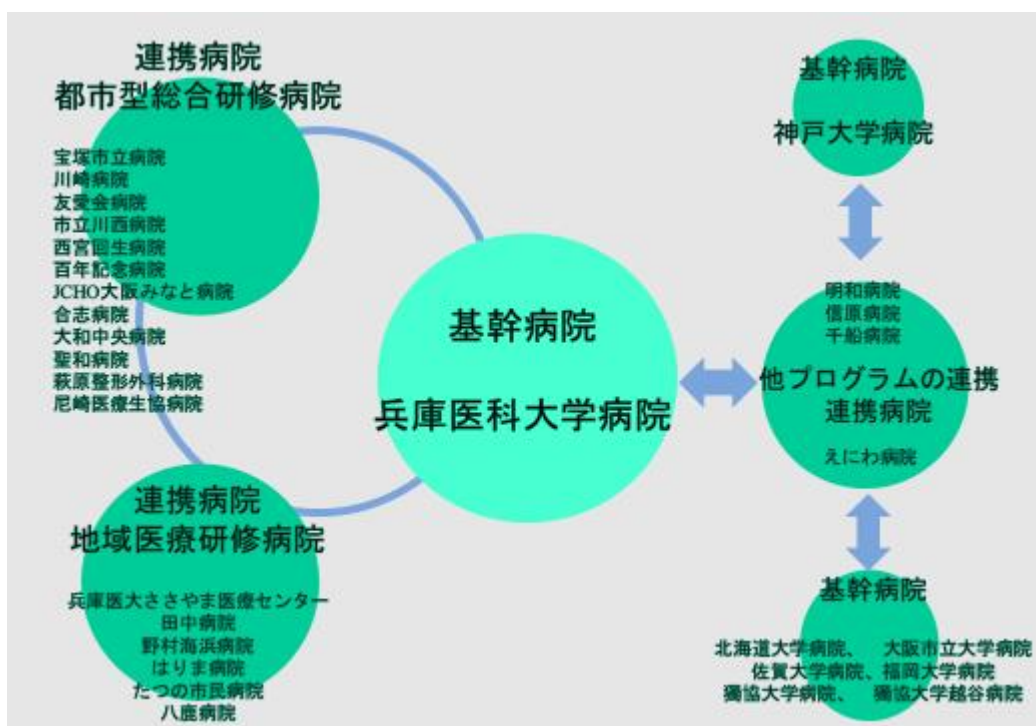 連携病院
都市型総合研修病院
宝塚市立病院
川崎病院
友愛会病院
市立川西病院
西宮回生病院
百年記念病院
JCHO大阪みなと病院
合志病院
大和中央病院
聖和病院
萩原整形外科病院
尼崎医療生協病院
連携病院
地域医療研修病院
兵庫医大ささやま医療センター
田中病院
野村海浜病院
はりま病院
たつの市民病院
八鹿病院
基幹病院
兵庫医科大学病院
基幹病院
神戸大学病院
明和病院
信原病院
千船病院
他プログラムの連携
連携病院
えにわ病院
基幹病院
北海道大学病院、 大阪市立大学病院
佐賀大学病院、福岡大学病院
獨協大学病院、 獨協大学越谷病院